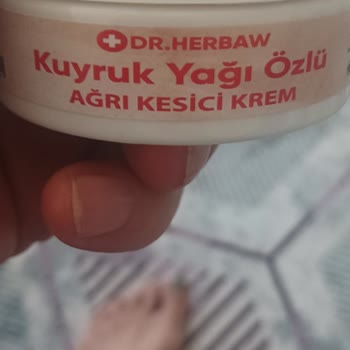 DR.HERBAW
Kuyruk Yağı Özlü
AĞRI KESİCİ KREM